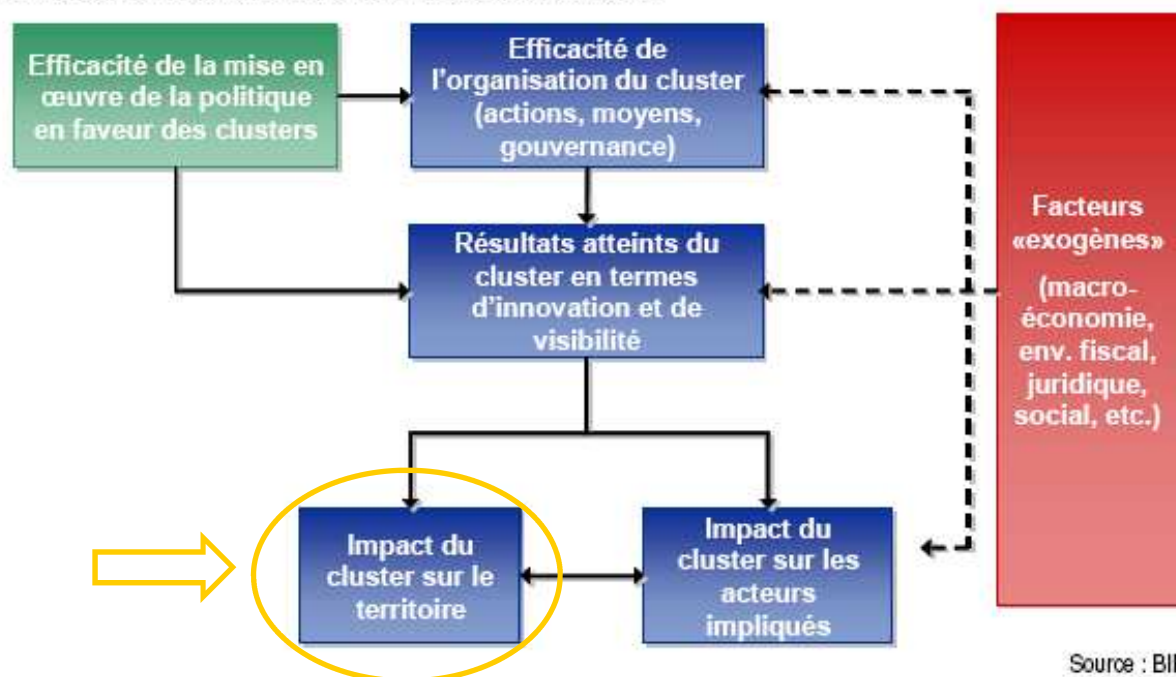 Efficacité de la mise en
œuvre de la politique
en faveur des clusters
Efficacité de
l'organisation du cluster
(actions, moyens,
gouvernance)
Résultats atteints du
cluster en termes
d'innovation et de
visibilité
Impact du
cluster sur le
territoire
Impact du
cluster sur les
acteurs
impliqués
Facteurs
«exogènes»
(macro-
économie,
env. fiscal,
juridique,
social, etc.)
Source :